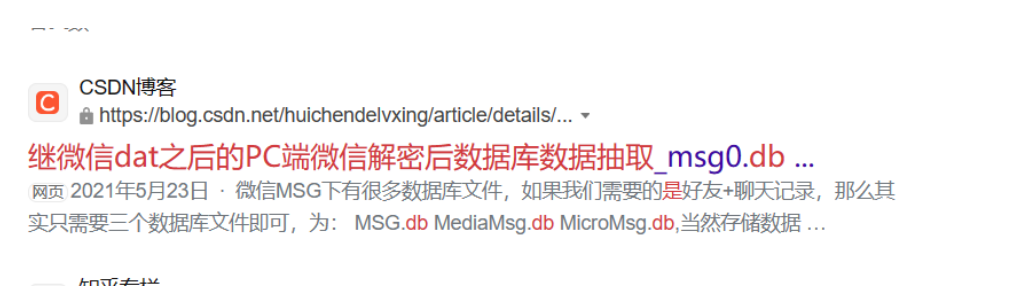 CSDN博客
https://blog.csdn.net/huichendelvxing/article/details/...
继微信dat之后的PC端微信解密后数据库数据抽取_msg0.db ...
网页 2021年5月23日 · 微信MSG下有很多数据库文件，如果我们需要的是好友+聊天记录，那么其
实只需要三个数据库文件即可，为： MSG.db MediaMsg.db MicroMsg.db,当然存储数据 …